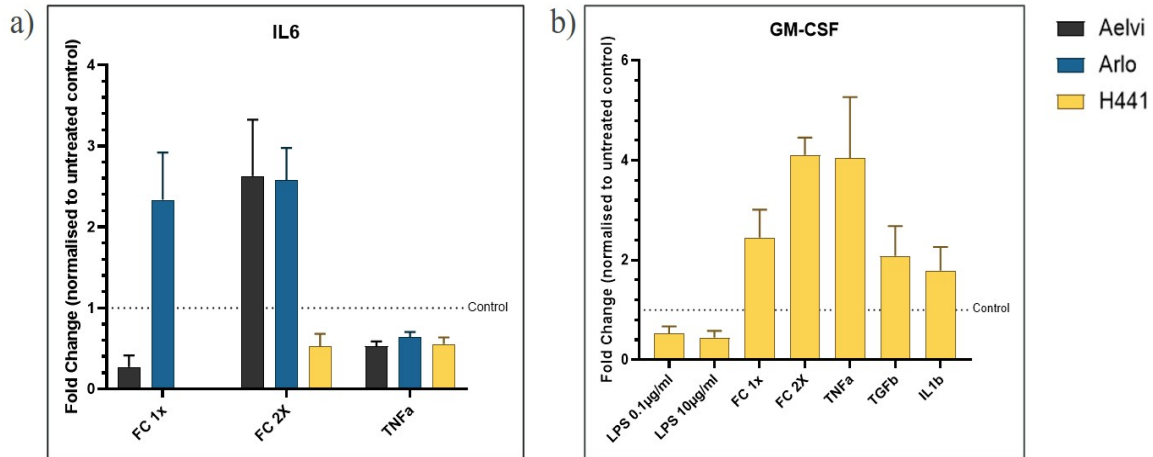 a)
IL6
Fold Change (normalised to untreated control)
4
3
2
1
0
Control
FC 1x
FC 2X
TNFa
b)
GM-CSF
Fold Change (normalised to untreated control)
6
4
2
0
Control
LPS 0.1µg/ml
LPS 10µg/ml
FC 1x
FC 2X
TNFa
TGFb
IL1b
Aelvi
Arlo
H441